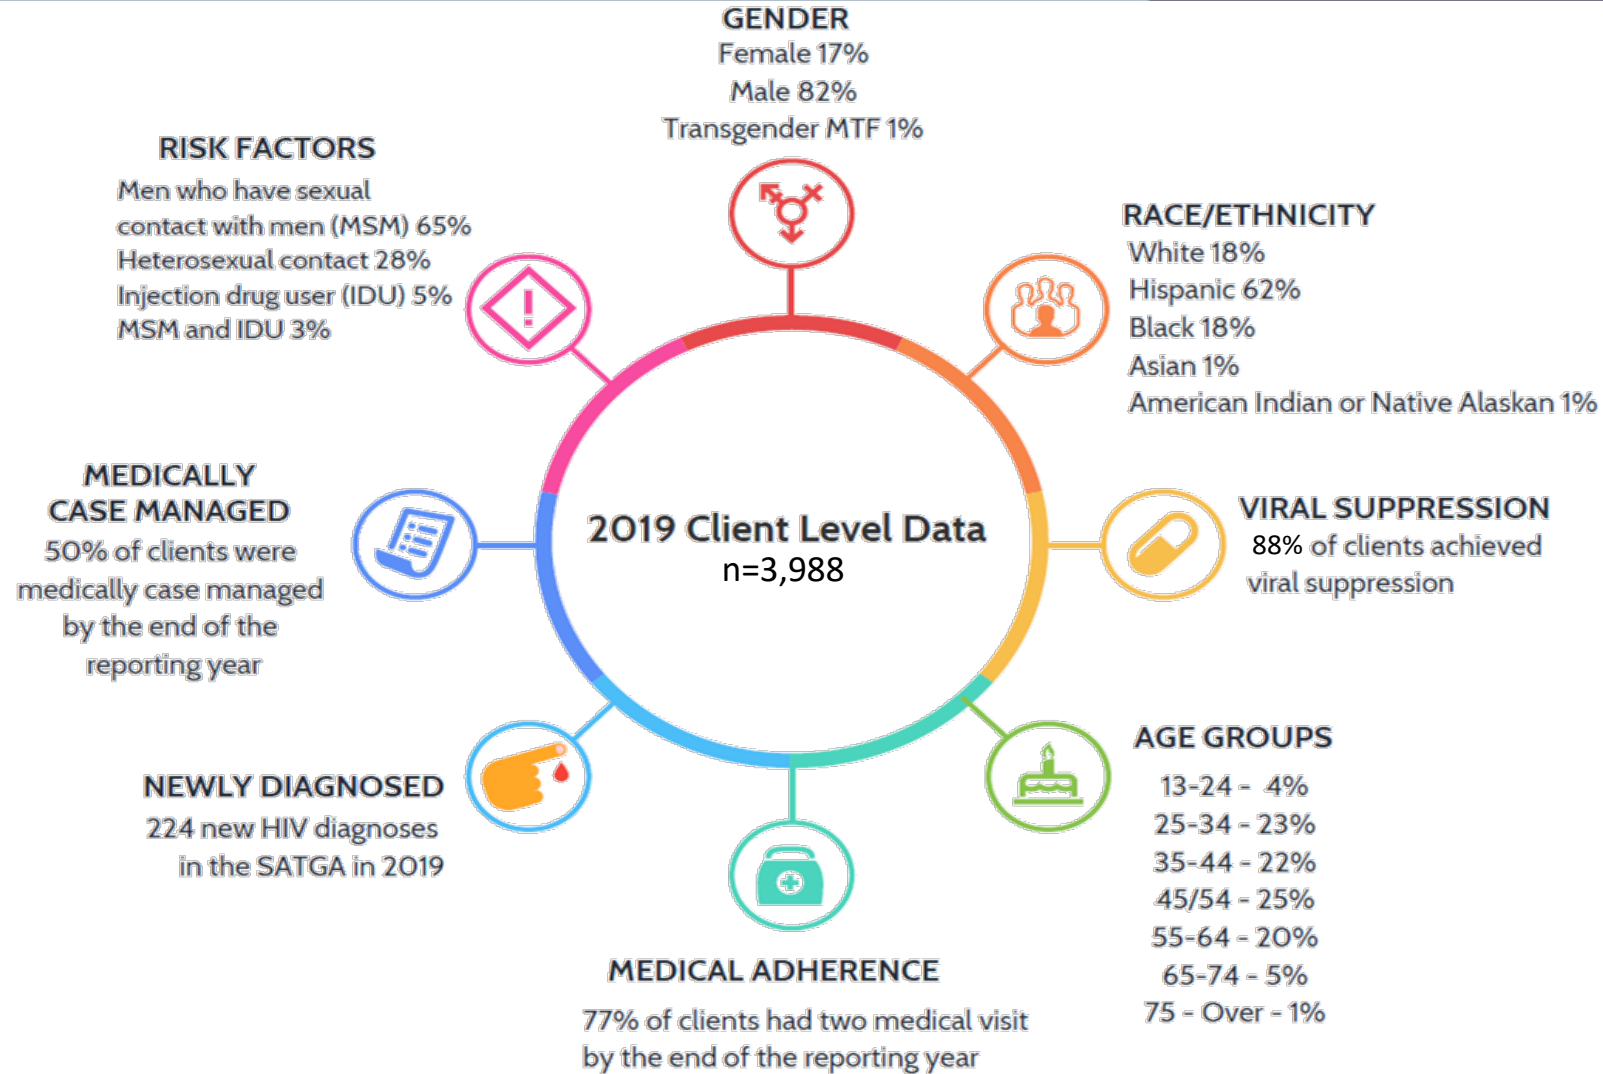 GENDER
Female 17%
Male 82%
Transgender MTF 1%
RISK FACTORS
Men who have sexual
contact with men (MSM) 65%
Heterosexual contact 28%
Injection drug user (IDU) 5%
MSM and IDU 3%
RACE/ETHNICITY
White 18%
Hispanic 62%
Black 18%
Asian 1%
American Indian or Native Alaskan 1%
MEDICALLY
CASE MANAGED
50% of clients were
medically case managed
by the end of the
reporting year
2019 Client Level Data
n=3,988
VIRAL SUPPRESSION
88% of clients achieved
viral suppression
NEWLY DIAGNOSED
224 new HIV diagnoses
in the SATGA in 2019
AGE GROUPS
13-24 - 4%
25-34 - 23%
35-44 - 22%
45/54 - 25%
55-64 - 20%
65-74 - 5%
75 - Over - 1%
MEDICAL ADHERENCE
77% of clients had two medical visit
by the end of the reporting year